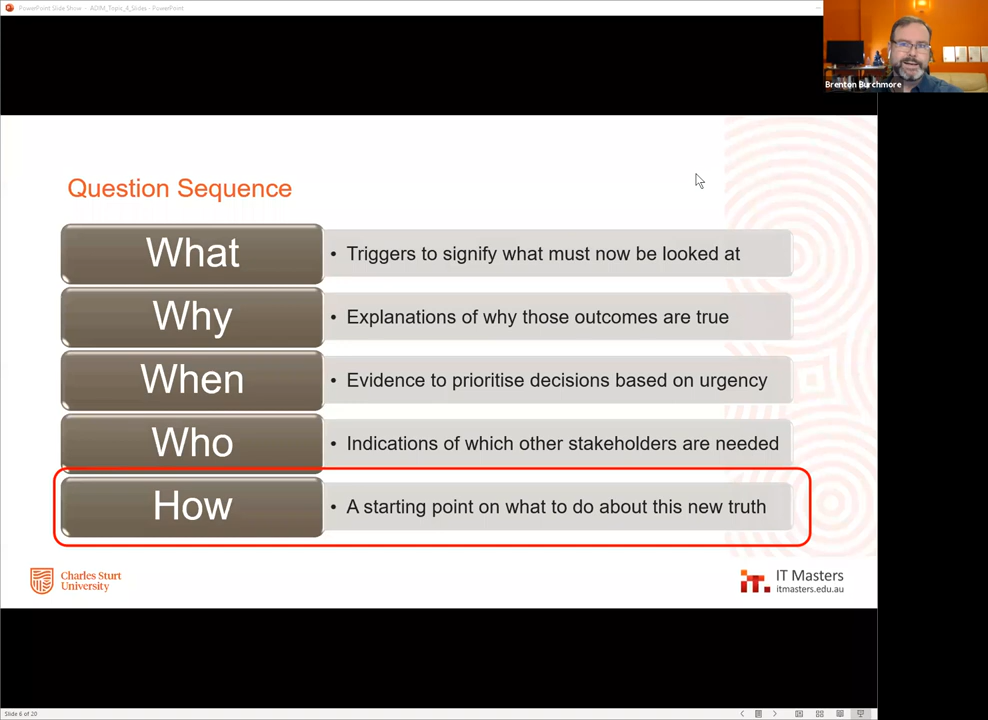 PowerPoint Slide Show - ADIM_Topic_4_Slides - PowerPoint
Brenton Burchmore
Question Sequence
What
• Triggers to signify what must now be looked at
Why
• Explanations of why those outcomes are true
When
• Evidence to prioritise decisions based on urgency
Who
• Indications of which other stakeholders are needed
How
• A starting point on what to do about this new truth
Charles Sturt
University
iT. IT Masters
itmasters.edu.au
Slide 6 of 20